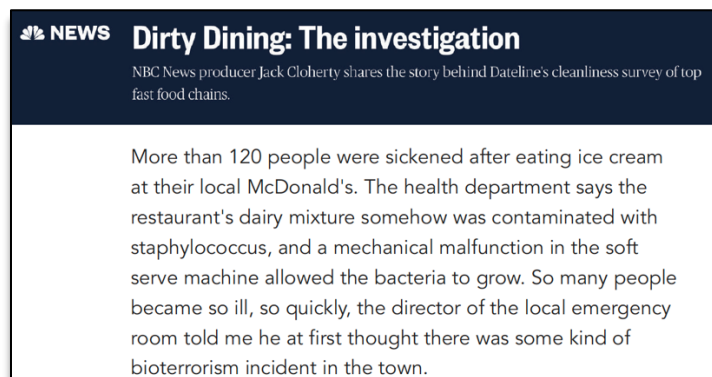 NEWS
Dirty Dining: The investigation
NBC News producer Jack Cloherty shares the story behind Dateline's cleanliness survey of top
fast food chains.
More than 120 people were sickened after eating ice cream
at their local McDonald's. The health department says the
restaurant's dairy mixture somehow was contaminated with
staphylococcus, and a mechanical malfunction in the soft
serve machine allowed the bacteria to grow. So many people
became so ill, so quickly, the director of the local emergency
room told me he at first thought there was some kind of
bioterrorism incident in the town.